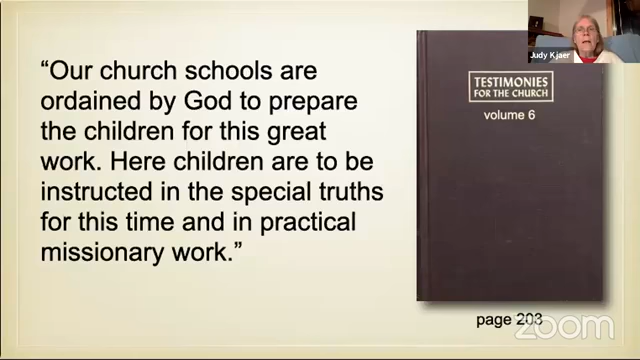 “Our church schools are
ordained by God to prepare
the children for this great
work. Here children are to be
instructed in the special truths
for this time and in practical
missionary work.”
Judy Kjaer
TESTIMONIES
FOR THE CHURCH
volume 6
page 203
zoom